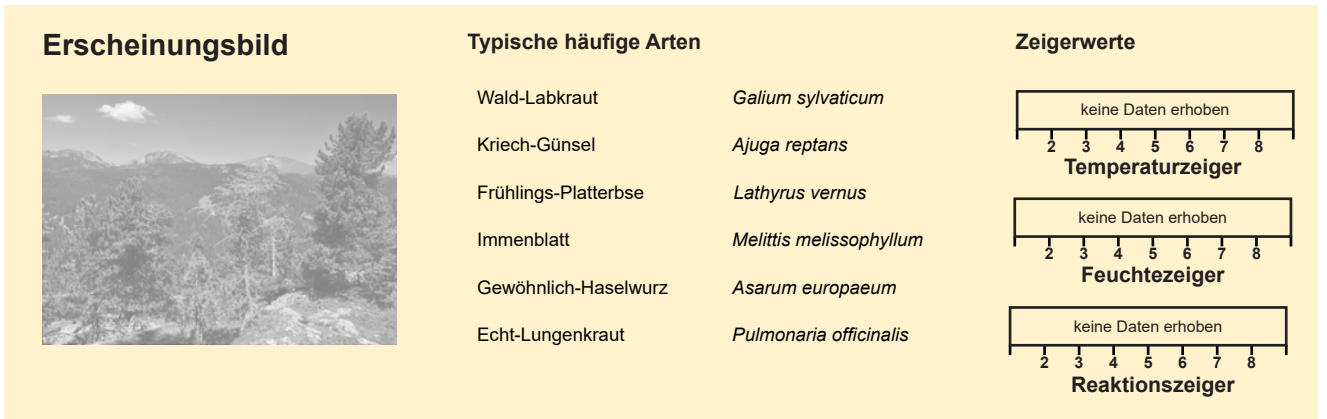 Erscheinungsbild
Typische häufige Arten
Wald-Labkraut Galium sylvaticum
Kriech-Günsel Ajuga reptans
Frühlings-Platterbse Lathyrus vernus
Immenblatt Melittis melissophyllum
Gewöhnlich-Haselwurz Asarum europaeum
Echt-Lungenkraut Pulmonaria officinalis
Zeigerwerte
keine Daten erhoben
2 3 4 5 6 7 8
Temperaturzeiger
keine Daten erhoben
2 3 4 5 6 7 8
Feuchtezeiger
keine Daten erhoben
2 3 4 5 6 7 8
Reaktionszeiger